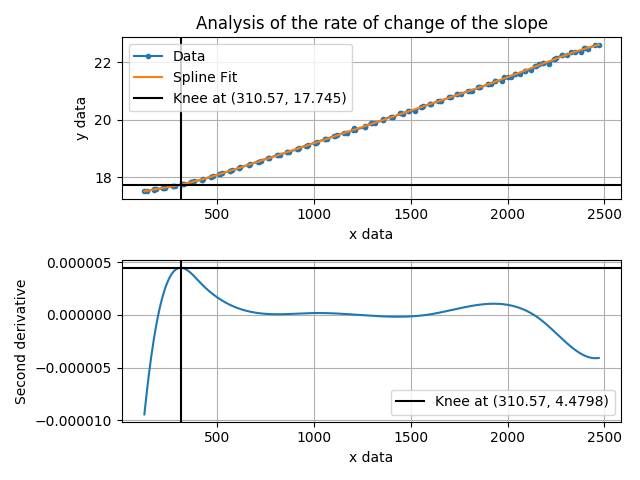 Analysis of the rate of change of the slope
Data
Spline Fit
Knee at (310.57, 17.745)
22
20
18
y data
500 1000 1500 2000 2500
x data
0.000005
0.000000
−0.000005
−0.000010
Second derivative
Knee at (310.57, 4.4798)
500 1000 1500 2000 2500
x data